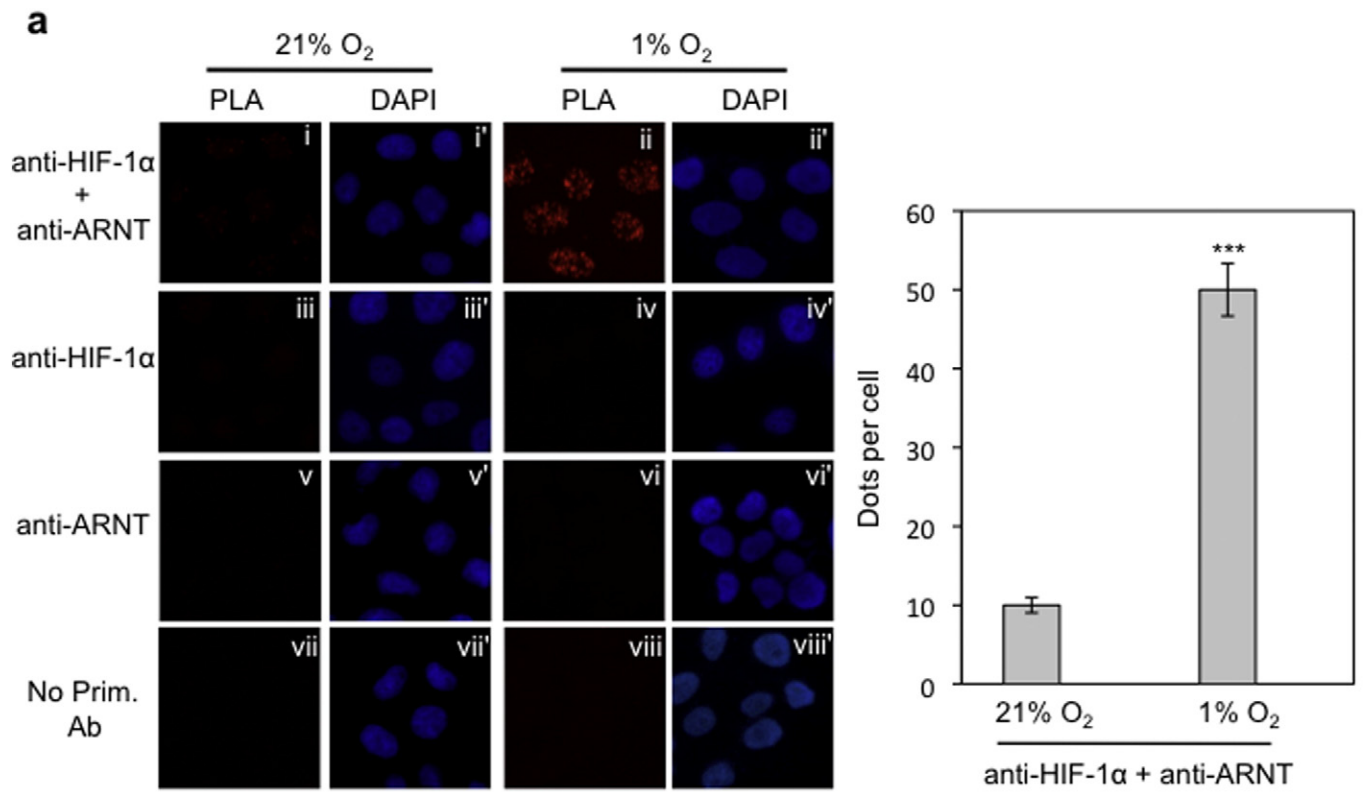 a
21% O₂ 1% O₂
PLA DAPI PLA DAPI
anti-HIF-1α
+
anti-ARNT
i i' ii ii'
anti-HIF-1α
iii iii' iv iv'
anti-ARNT
v v' vi vi'
No Prim.
Ab
vii vii' viii viii'
Dots per cell
60
50
40
30
20
10
0
***
21% O₂ 1% O₂
anti-HIF-1α + anti-ARNT